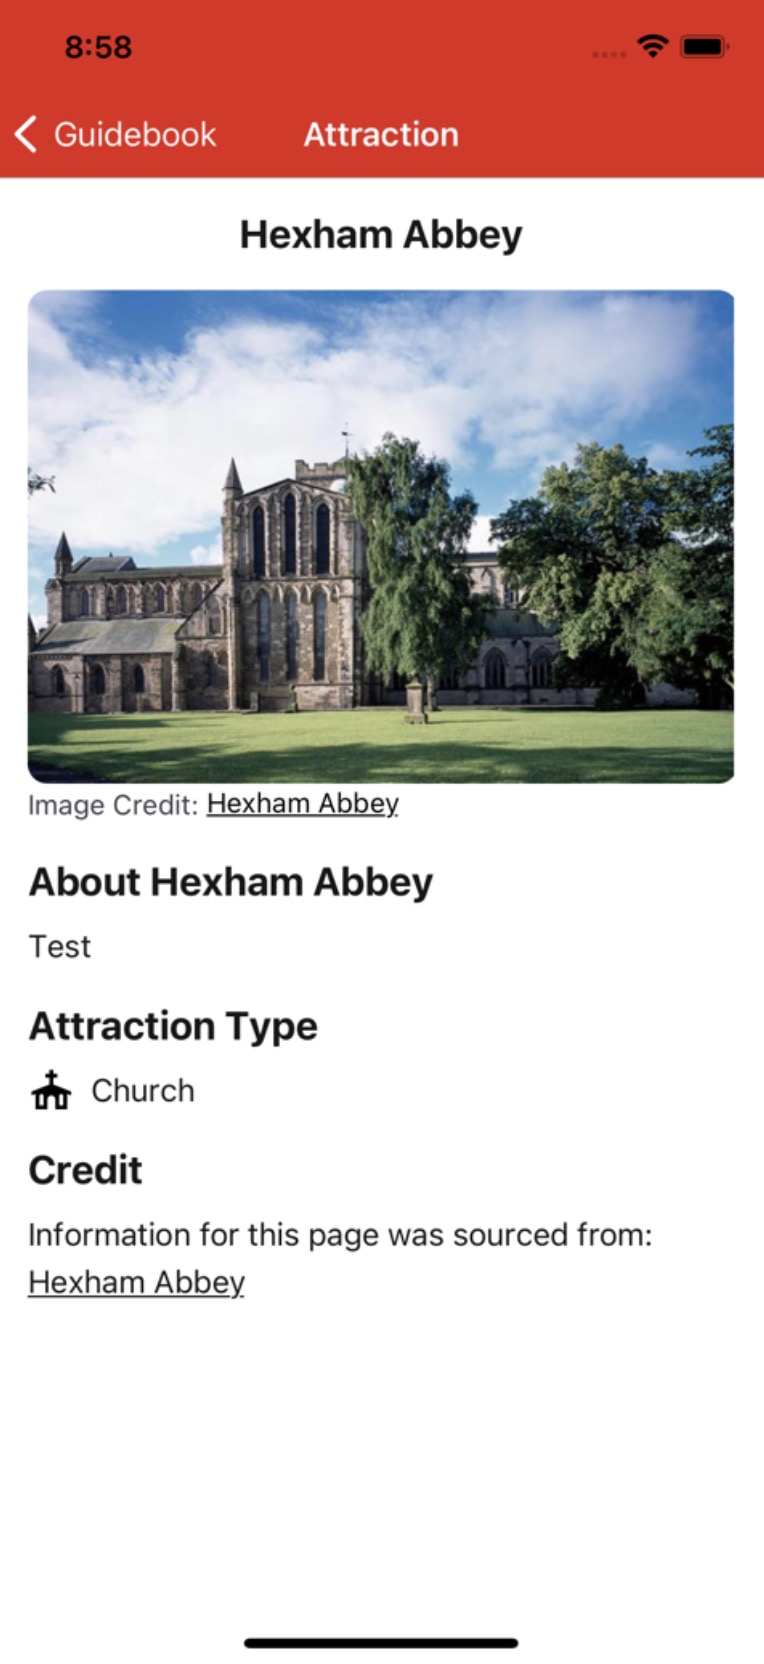 8:58
Guidebook
Attraction
Hexham Abbey
Image Credit: Hexham Abbey
About Hexham Abbey
Test
Attraction Type
Church
Credit
Information for this page was sourced from:
Hexham Abbey